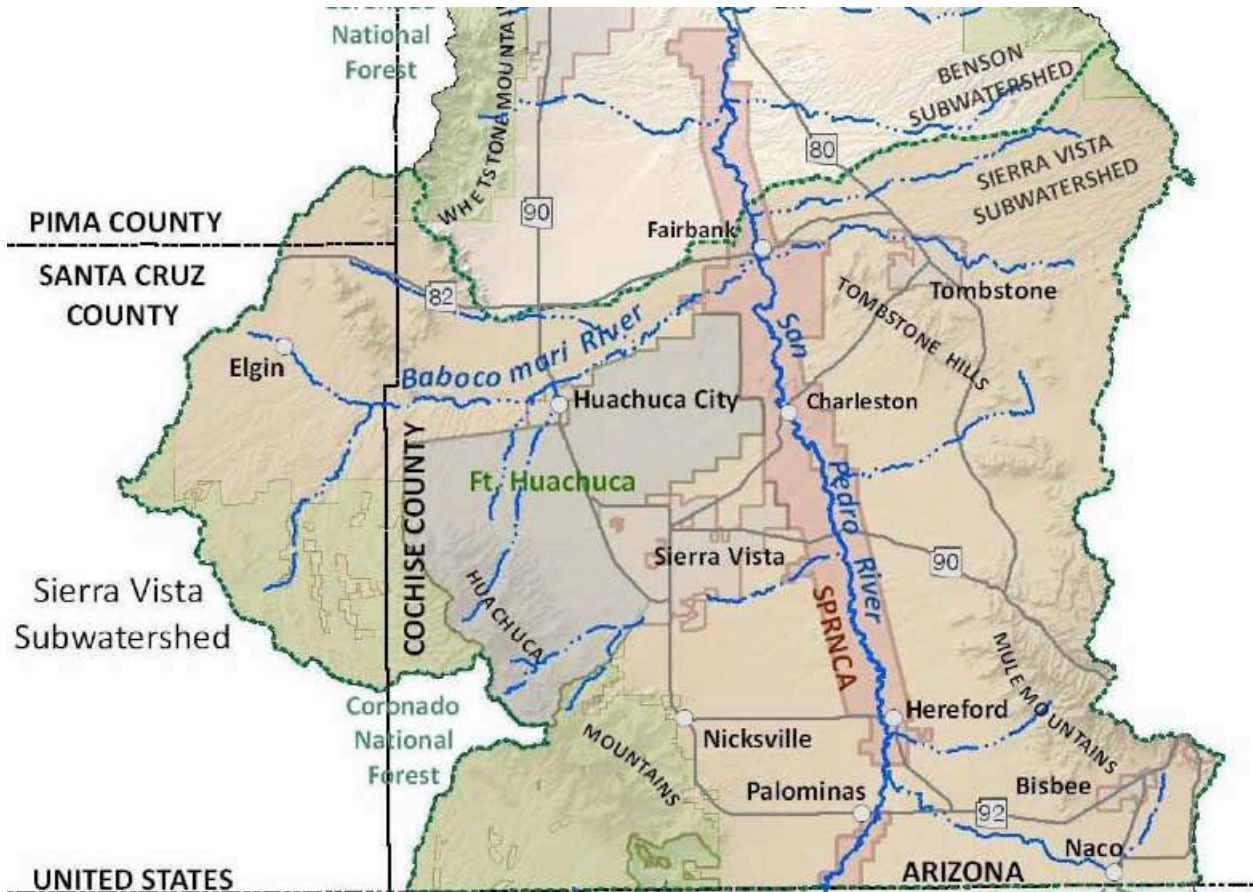 National
Forest
WHETSTONE MOUNTA
BENSON
SUBWATERSHED
80
SIERRA VISTA
SUBWATERSHED
90
PIMA COUNTY
Fairbank
SANTA CRUZ
COUNTY
82
Tombstone
TOMBSTONE HILLS
San
Baboco mari River
Elgin
Huachuca City
Charleston
COCHISE COUNTY
Ft. Huachuca
Pedro
Sierra Vista
90
River
Sierra Vista
Subwatershed
HUACHUCA
SPRNCA
MULE MOUNTAINS
Coronado
National
Forest
Hereford
Nicksville
MOUNTAINS
Palominas
Bisbee
92
Naco
UNITED STATES
ARIZONA